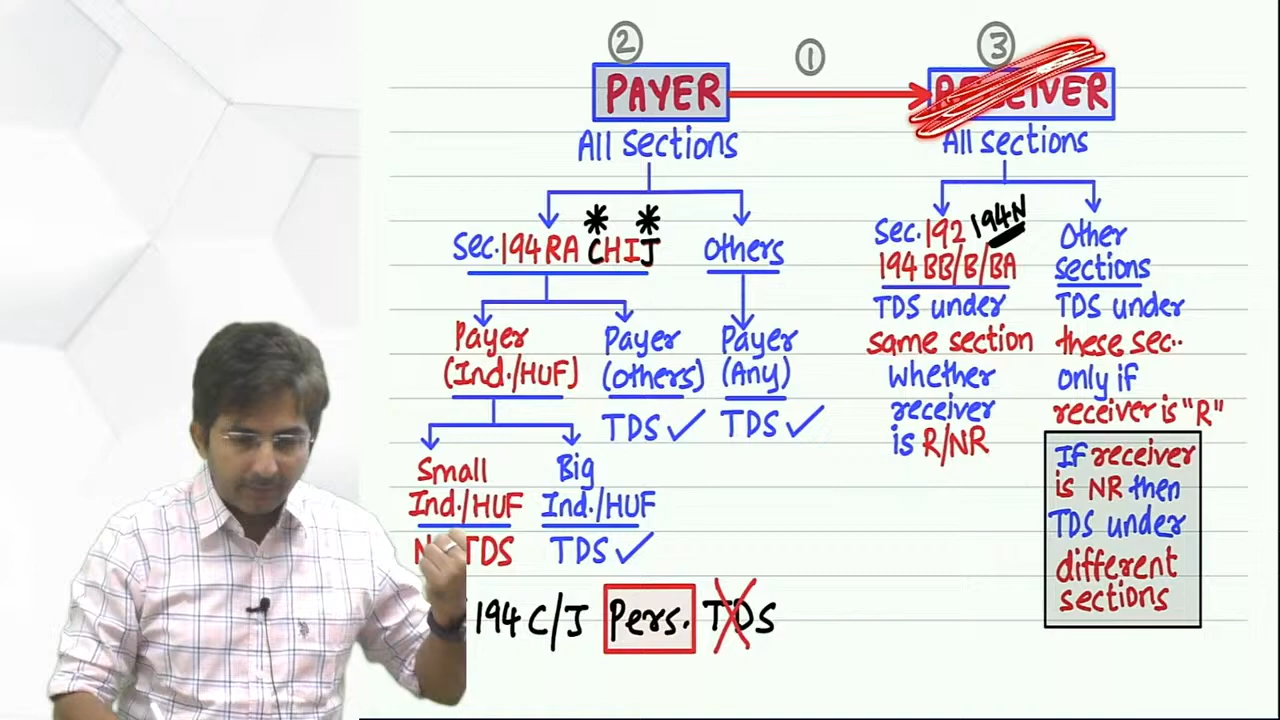 ② ① ③
PAYER
RECEIVER
All sections
All sections
Sec. 194RA CHIJ
* *
Others
Payer
(Ind./HUF)
Payer
(others)
TDS ✓
Payer
(Any)
TDS ✓
Small
Ind./HUF
TDS
Big
Ind./HUF
TDS ✓
194 C/J Pers. TDS
Sec. 192 194N
194 BB/B/BA
TDS under
same section
whether
receiver
is R/NR
Other
sections
TDS under
these sec..
only if
receiver is "R"
If receiver
is NR then
TDS under
different
sections